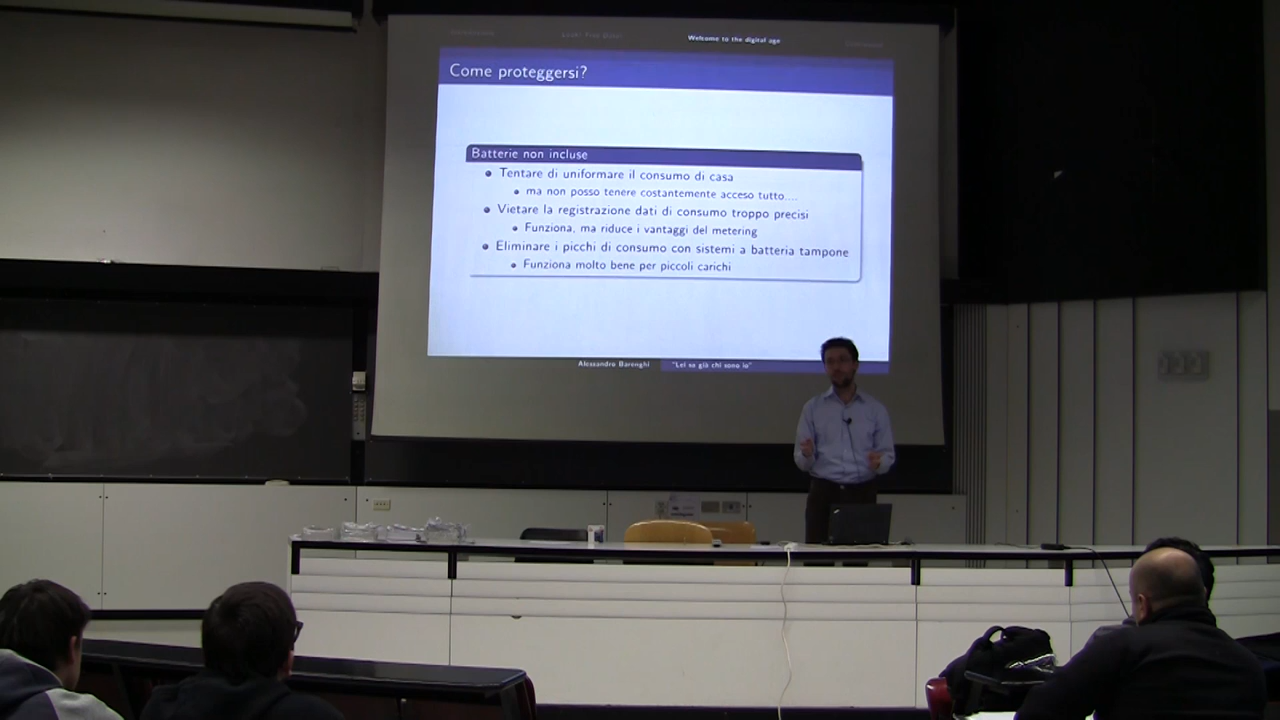 Welcome to the digital age
Come proteggersi?
Batterie non incluse
Tentare di uniformare il consumo di casa
ma non posso tenere costantemente acceso tutto....
Vietare la registrazione dati di consumo troppo precisi
Funziona, ma riduce i vantaggi del metering
Eliminare i picchi di consumo con sistemi a batteria tampone
Funziona molto bene per piccoli carichi
Alessandro Barenghi
"Lei sa già chi sono io"